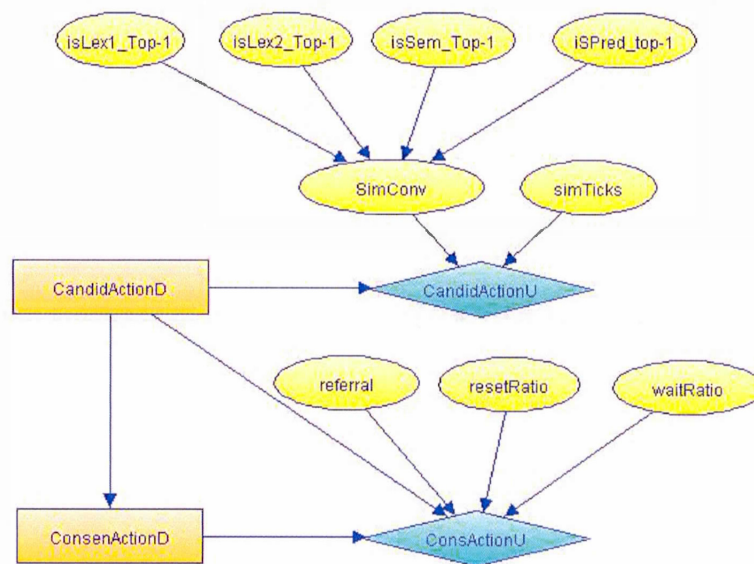 isLex1_Top-1
isLex2_Top-1
isSem_Top-1
iSPred_top-1
SimConv
simTicks
CandidActionD
CandidActionU
referral
resetRatio
waitRatio
ConsenActionD
ConsActionU